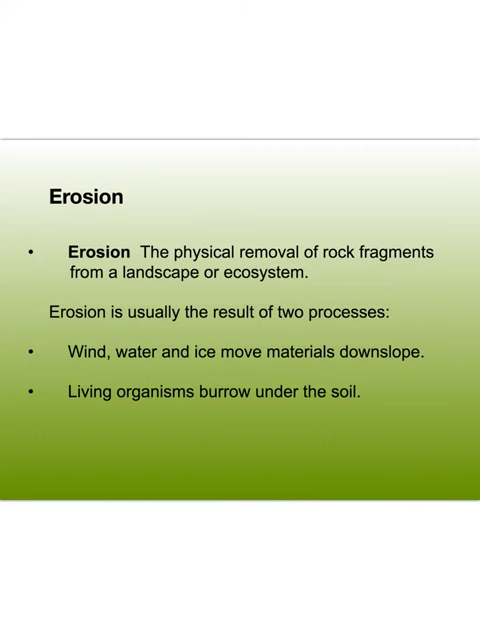 Erosion
• Erosion The physical removal of rock fragments
from a landscape or ecosystem.
Erosion is usually the result of two processes:
• Wind, water and ice move materials downslope.
• Living organisms burrow under the soil.